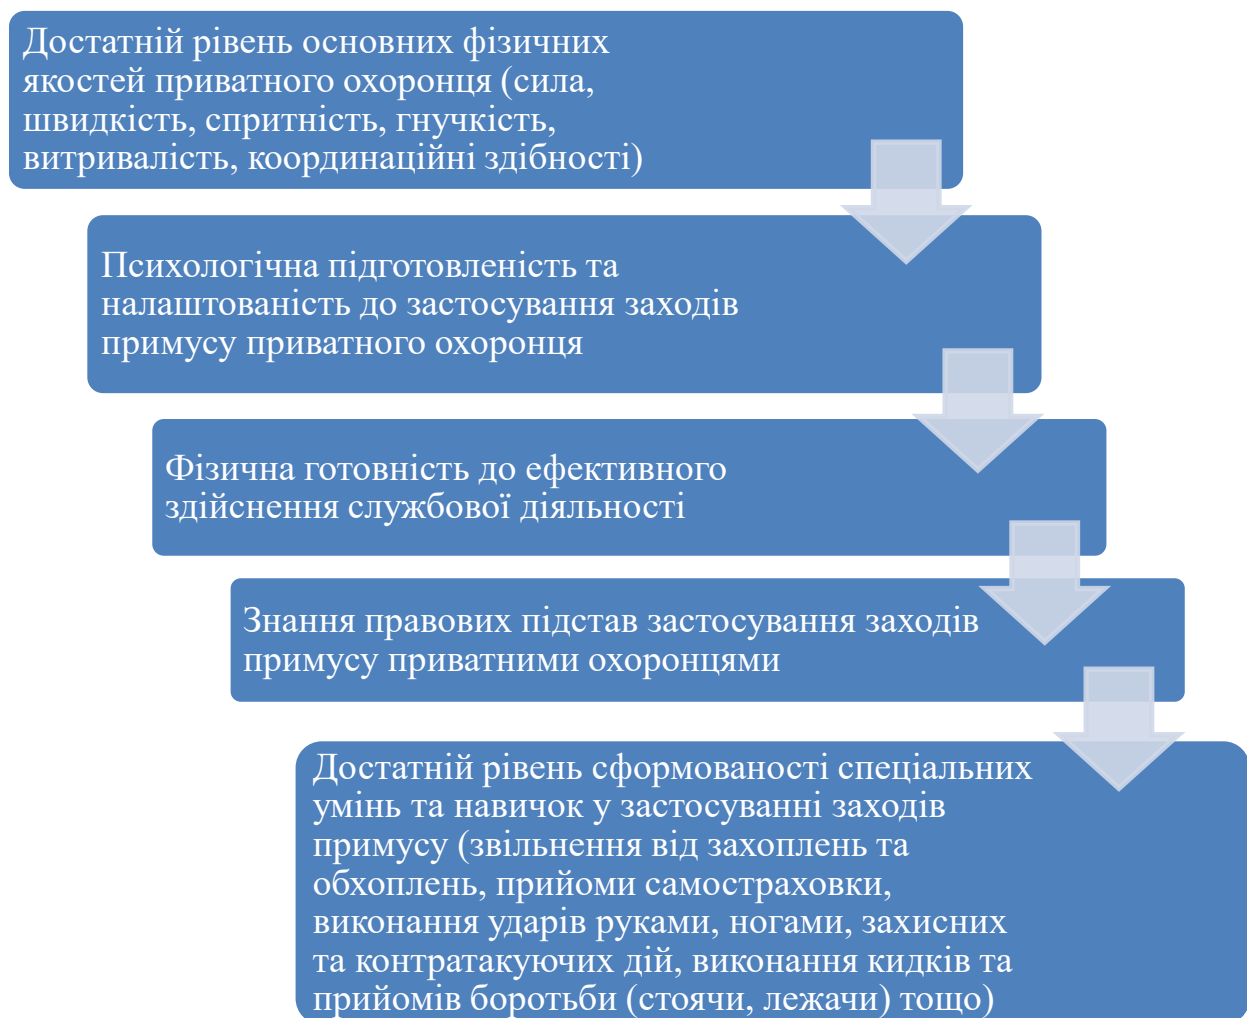 Достатній рівень основних фізичних
якостей приватного охоронця (сила,
швидкість, спритність, гнучкість,
витривалість, координаційні здібності)
Психологічна підготовленість та
налаштованість до застосування заходів
примусу приватного охоронця
Фізична готовність до ефективного
здійснення службової діяльності
Знання правових підстав застосування заходів
примусу приватними охоронцями
Достатній рівень сформованості спеціальних
умінь та навичок у застосуванні заходів
примусу (звільнення від захоплень та
обхоплень, прийоми самостраховки,
виконання ударів руками, ногами, захисних
та контратакуючих дій, виконання кидків та
прийомів боротьби (стоячи, лежачи) тощо)